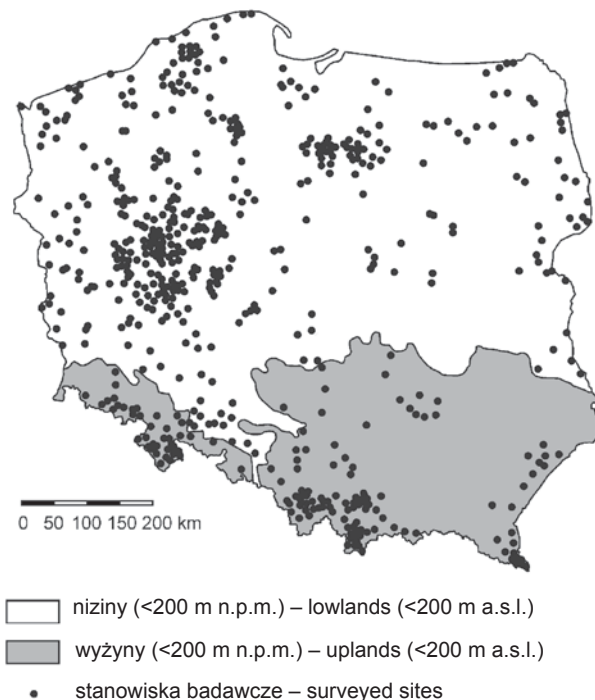 0 50 100 150 200 km
niziny (<200 m n.p.m.) – lowlands (<200 m a.s.l.)
wyżyny (<200 m n.p.m.) – uplands (<200 m a.s.l.)
stanowiska badawcze – surveyed sites